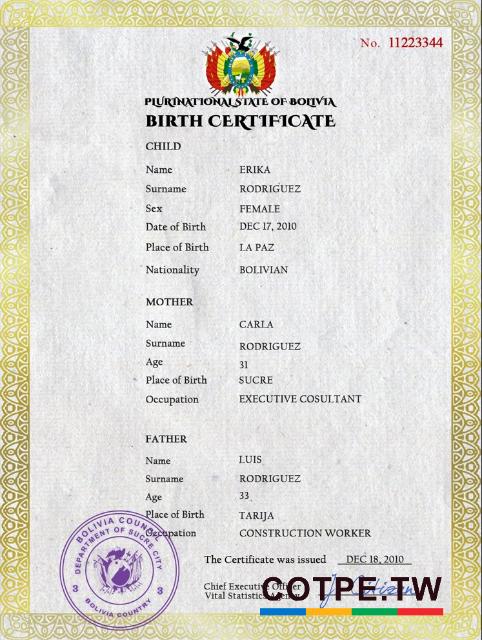 No. 11223344
PLURINATIONAL STATE OF BOLIVIA
BIRTH CERTIFICATE
CHILD
Name ERIKA
Surname RODRIGUEZ
Sex FEMALE
Date of Birth DEC 17, 2010
Place of Birth LA PAZ
Nationality BOLIVIAN
MOTHER
Name CARLA
Surname RODRIGUEZ
Age 31
Place of Birth SUCRE
Occupation EXECUTIVE COSULTANT
FATHER
Name LUIS
Surname RODRIGUEZ
Age 33
Place of Birth TARIJA
Occupation CONSTRUCTION WORKER
BOLIVIA COUNCIL
DEPARTMENT OF SUCRE CITY
3 3
BOLIVIA COUNTRY
The Certificate was issued DEC 18, 2010
Chief Executive Officer
Vital Statistics Agency
J. Citizen
COTPE.TW